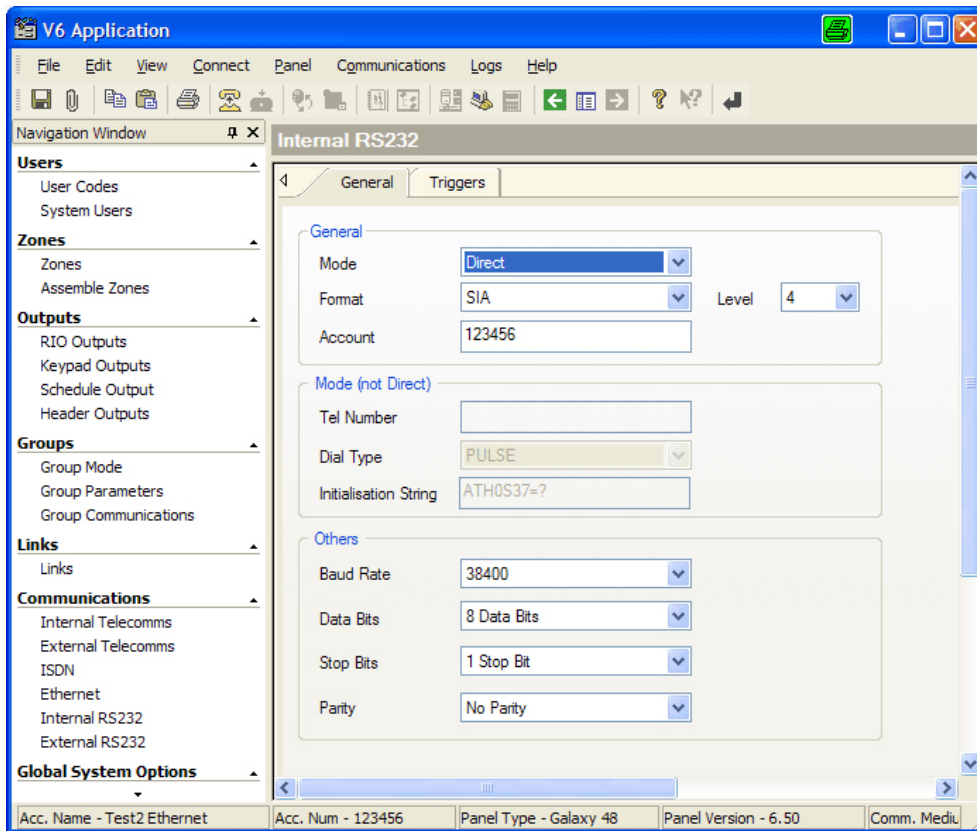 V6 Application
File Edit View Connect Panel Communications Logs Help
Navigation Window
Users
User Codes
System Users
Zones
Zones
Assemble Zones
Outputs
RIO Outputs
Keypad Outputs
Schedule Output
Header Outputs
Groups
Group Mode
Group Parameters
Group Communications
Links
Links
Communications
Internal Telecomms
External Telecomms
ISDN
Ethernet
Internal RS232
External RS232
Global System Options
Internal RS232
General Triggers
General
Mode Direct
Format SIA Level 4
Account 123456
Mode (not Direct)
Tel Number
Dial Type PULSE
Initialisation String ATH0S37=?
Others
Baud Rate 38400
Data Bits 8 Data Bits
Stop Bits 1 Stop Bit
Parity No Parity
Acc. Name - Test2 Ethernet Acc. Num - 123456 Panel Type - Galaxy 48 Panel Version - 6.50 Comm. Mediu